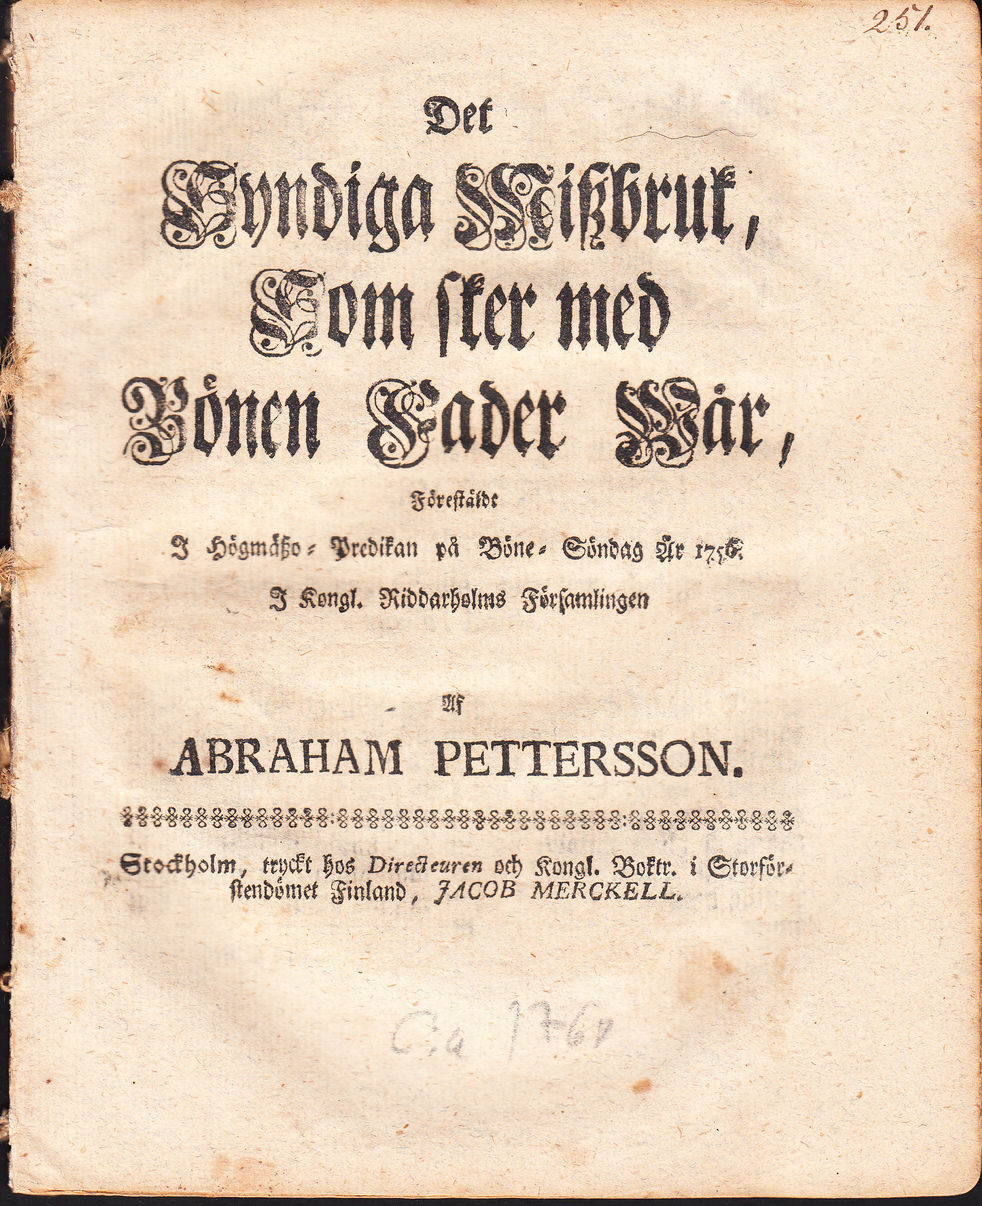 251.
Det
Syndiga Mißbruk,
Som sker med
Bönen Fader Wår,
Förestäldt
I Högmäßo-Predikan på Böne-Söndag År 1756.
I Kongl. Riddarholms Församlingen
Af
ABRAHAM PETTERSSON.
Stockholm, tryckt hos Directeuren och Kongl. Boktr. i Storför-
stendömet Finland, JACOB MERCKELL.
C:a 1760